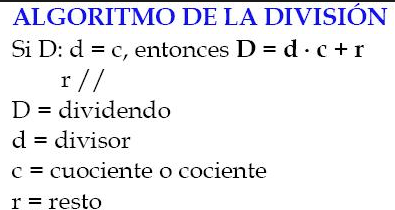 ALGORITMO DE LA DIVISIÓN
Si D: d = c, entonces D = d · c + r
r //
D = dividendo
d = divisor
c = cuociente o cociente
r = resto